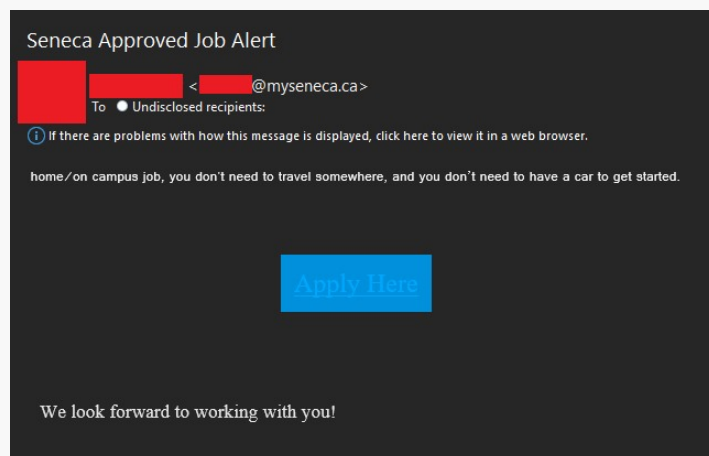 Seneca Approved Job Alert
< @myseneca.ca>
To Undisclosed recipients:
If there are problems with how this message is displayed, click here to view it in a web browser.
home/on campus job, you don't need to travel somewhere, and you don't need to have a car to get started.
Apply Here
We look forward to working with you!